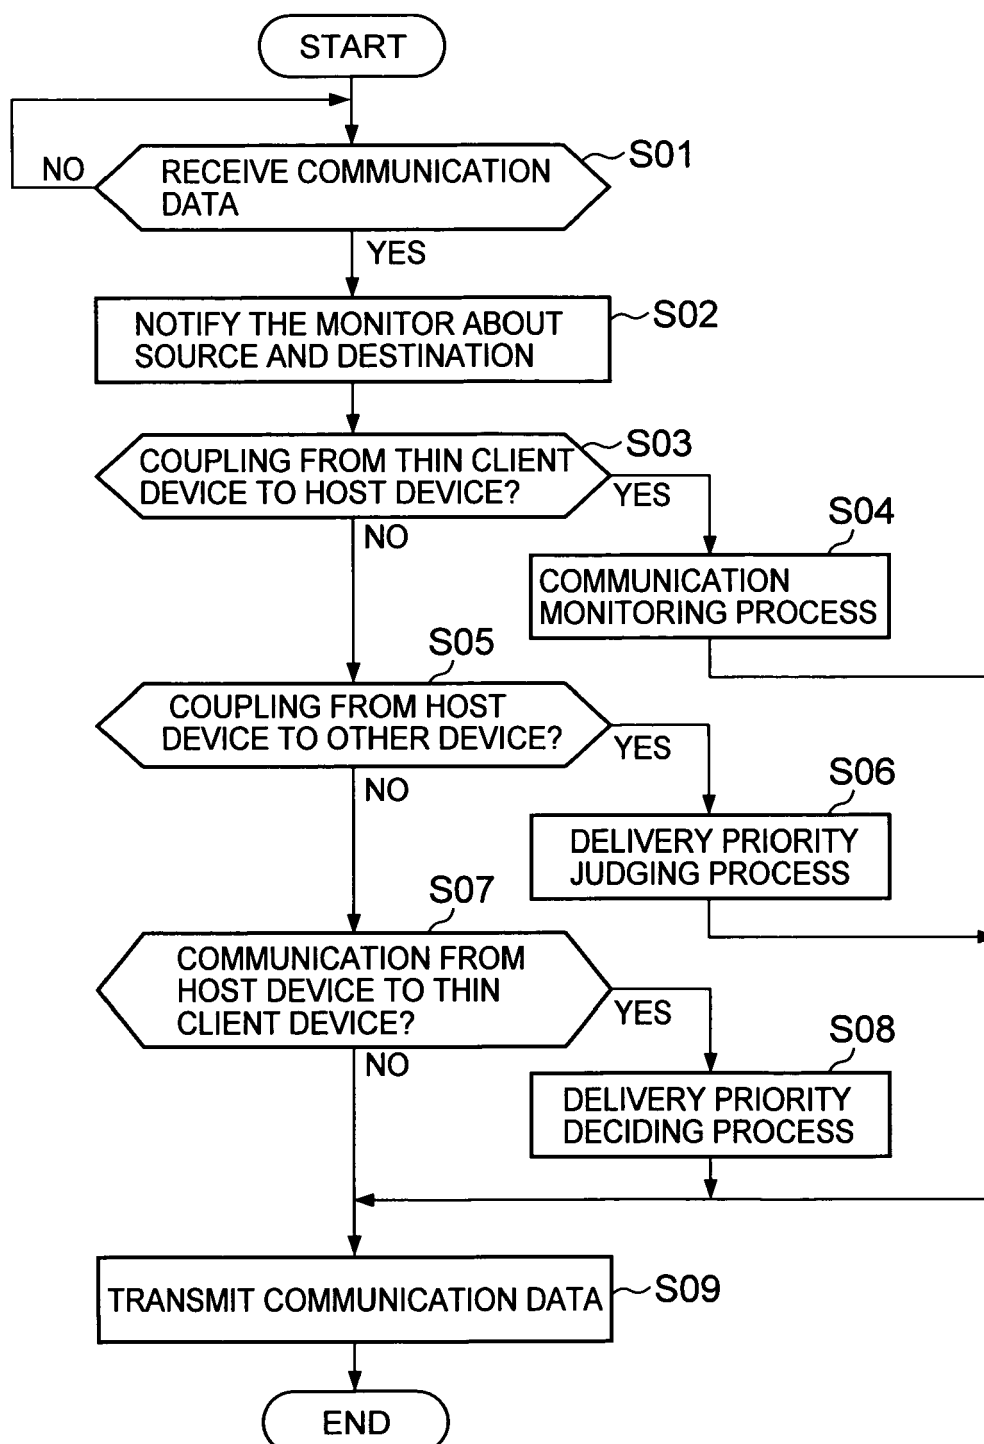 START
S01
NO
RECEIVE COMMUNICATION
DATA
YES
S02
NOTIFY THE MONITOR ABOUT
SOURCE AND DESTINATION
S03
COUPLING FROM THIN CLIENT
DEVICE TO HOST DEVICE?
YES
NO
S04
COMMUNICATION
MONITORING PROCESS
S05
COUPLING FROM HOST
DEVICE TO OTHER DEVICE?
YES
NO
S06
DELIVERY PRIORITY
JUDGING PROCESS
S07
COMMUNICATION FROM
HOST DEVICE TO THIN
CLIENT DEVICE?
YES
NO
S08
DELIVERY PRIORITY
DECIDING PROCESS
S09
TRANSMIT COMMUNICATION DATA
END